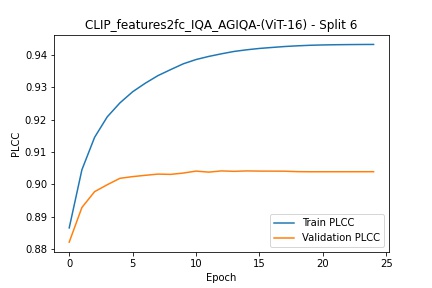 CLIP_features2fc_IQA_AGIQA-(ViT-16) - Split 6
PLCC
0.94
0.93
0.92
0.91
0.90
0.89
0.88
Train PLCC
Validation PLCC
0 5 10 15 20 25
Epoch